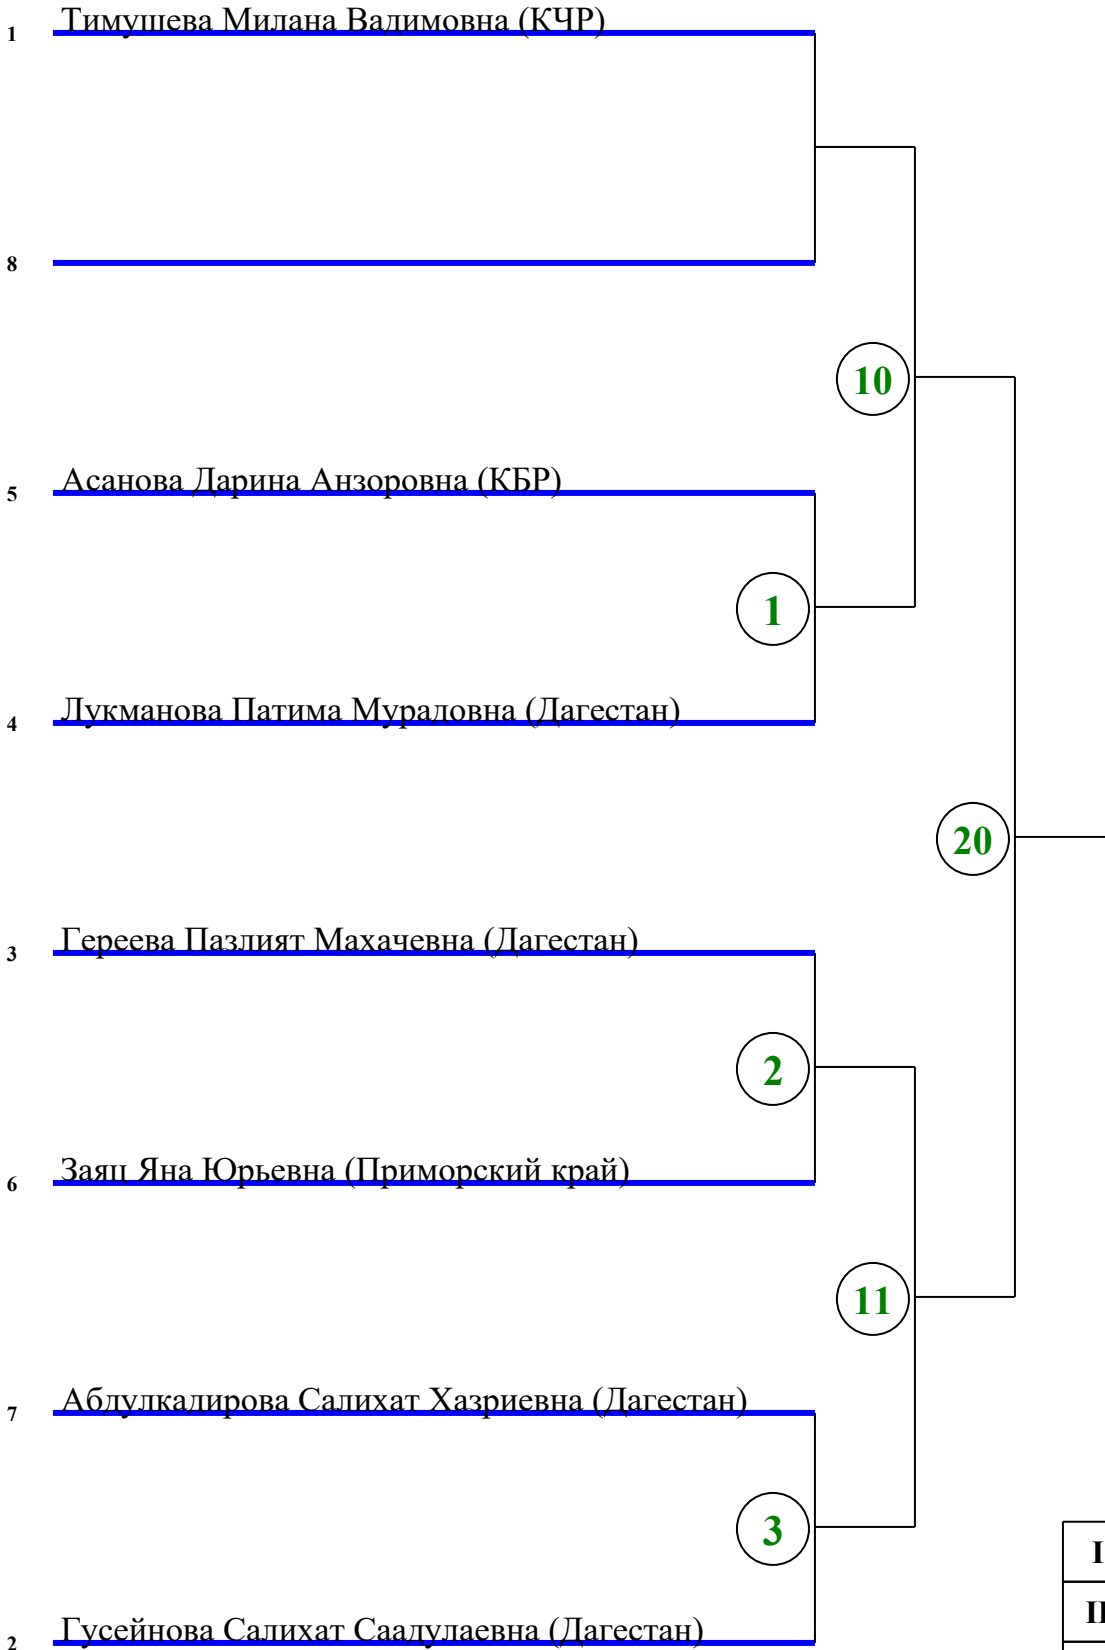 1 Тимушева Милана Вадимовна (КЧР)
8
10
5 Асанова Дарина Анзоровна (КБР)
1
4 Лукманова Патима Мурадовна (Дагестан)
20
3 Гереева Пазлият Махачевна (Дагестан)
2
6 Заяц Яна Юрьевна (Приморский край)
11
7 Абдулкадирова Салихат Хазриевна (Дагестан)
3
I
II
2 Гусейнова Салихат Саадулаевна (Дагестан)